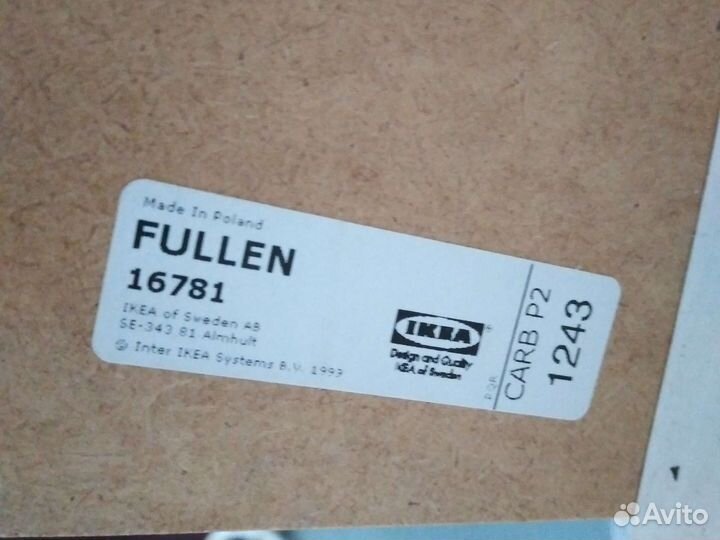 Made In Poland
FULLEN
16781
IKEA of Sweden AB
SE-343 81 Almhult
© Inter IKEA Systems B.V. 1999
IKEA®
Design and Quality
IKEA of Sweden
CARB P2
1243
Avito